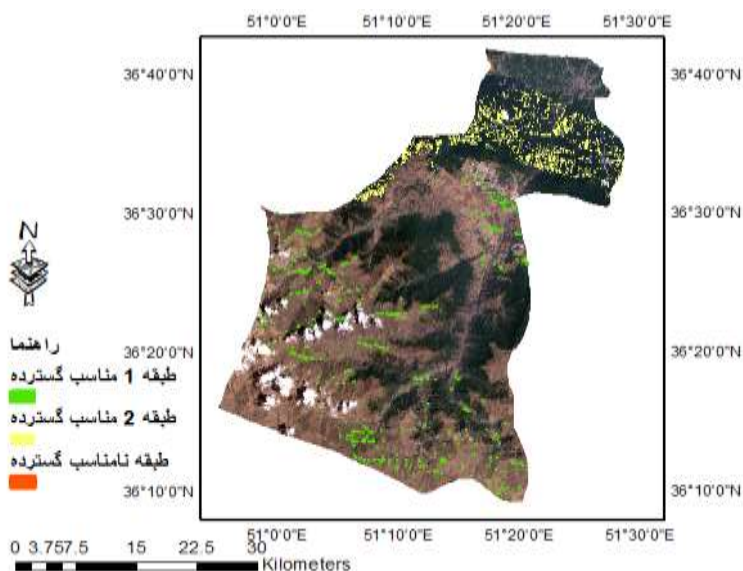 51°0'0"E 51°10'0"E 51°20'0"E 51°30'0"E
36°40'0"N 36°40'0"N
36°30'0"N 36°30'0"N
N
راهنما
36°20'0"N 36°20'0"N
طبقه 1 مناسب گسترده
طبقه 2 مناسب گسترده
طبقه نامناسب گسترده
36°10'0"N 36°10'0"N
51°0'0"E 51°10'0"E 51°20'0"E 51°30'0"E
0 3.757.5 15 22.5 30
Kilometers